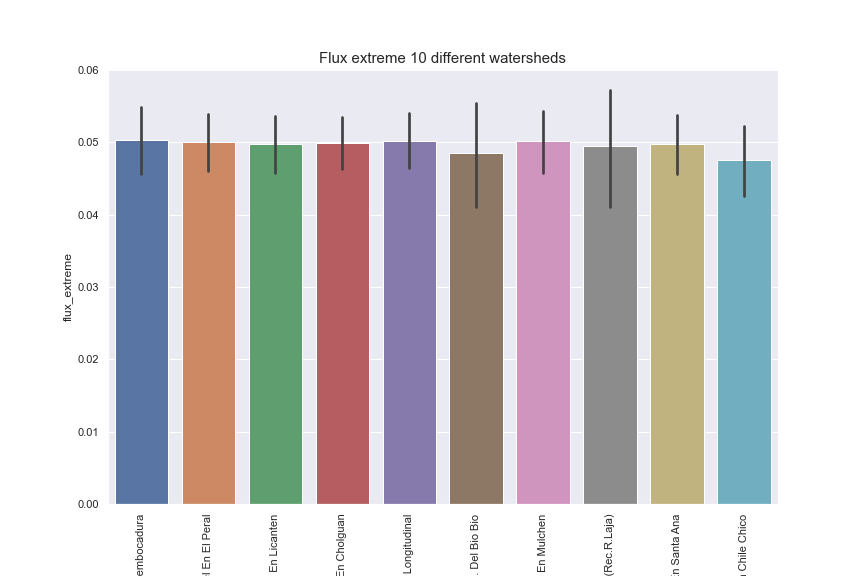 Flux extreme 10 different watersheds
0.06
0.05
0.04
0.03
0.02
0.01
0.00
flux_extreme
embocadura
l En El Peral
En Licanten
En Cholguan
Longitudinal
. Del Bio Bio
En Mulchen
(Rec.R.Laja)
En Santa Ana
Chile Chico